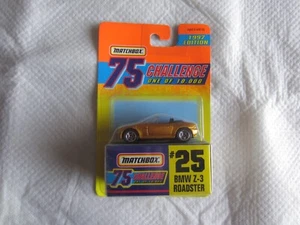 1997 EDITION
MATCHBOX
75 CHALLENGE
ONE OF 10,000
MATCHBOX
#25
75 CHALLENGE
BMW Z-3
ROADSTER